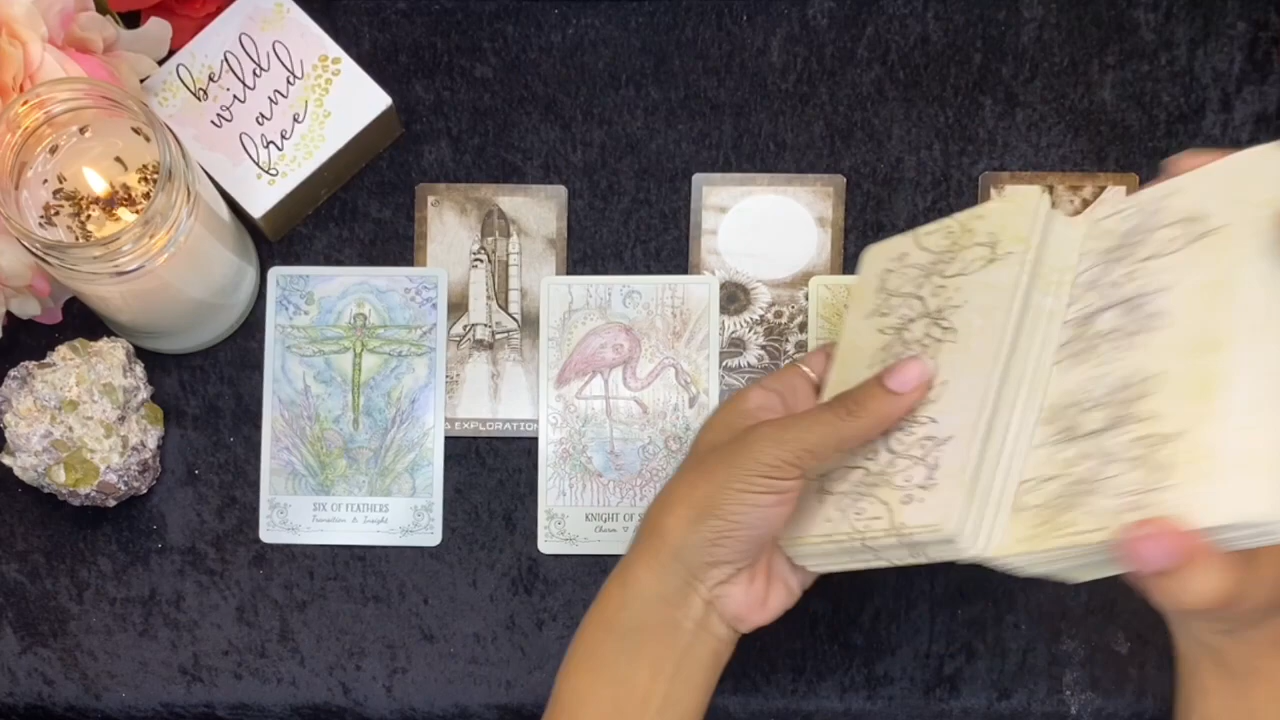 be
wild
and
free
EXPLORATION
SIX OF FEATHERS
Transition & Insight
KNIGHT OF
Charm